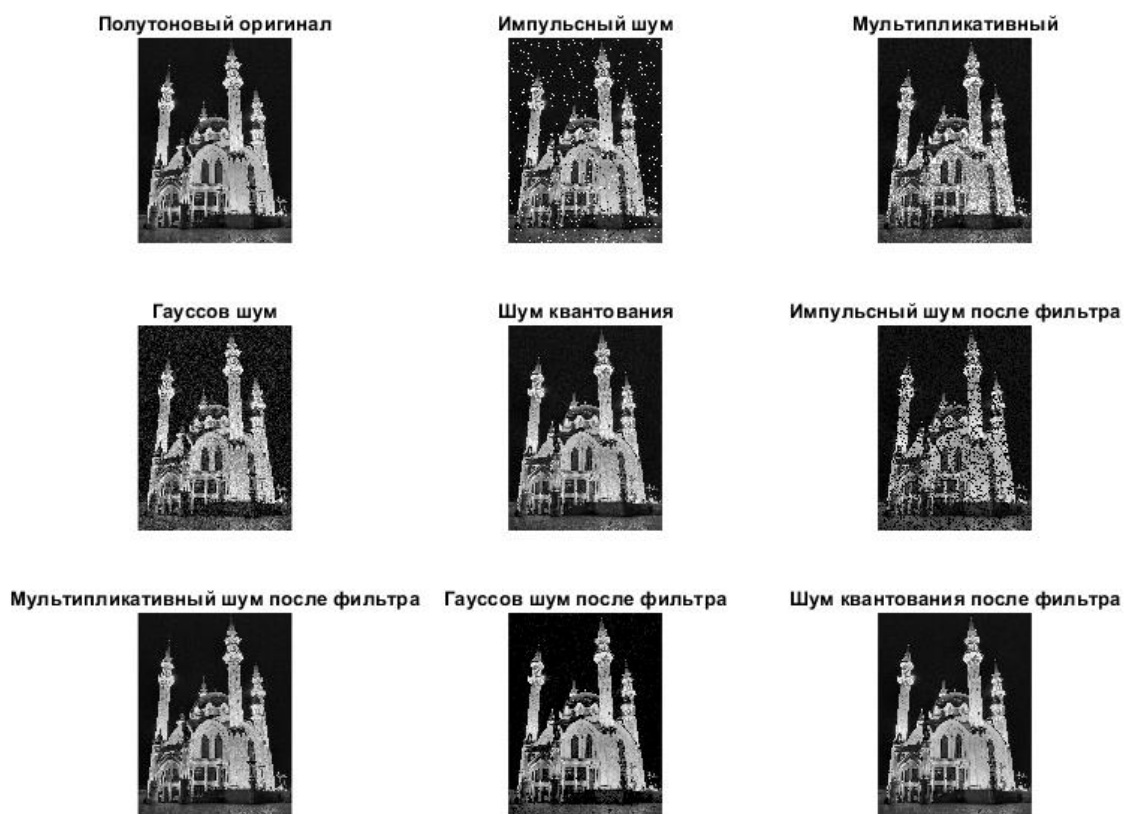 Полутоновый оригинал
Импульсный шум
Мультипликативный
Гауссов шум
Шум квантования
Импульсный шум после фильтра
Мультипликативный шум после фильтра
Гауссов шум после фильтра
Шум квантования после фильтра